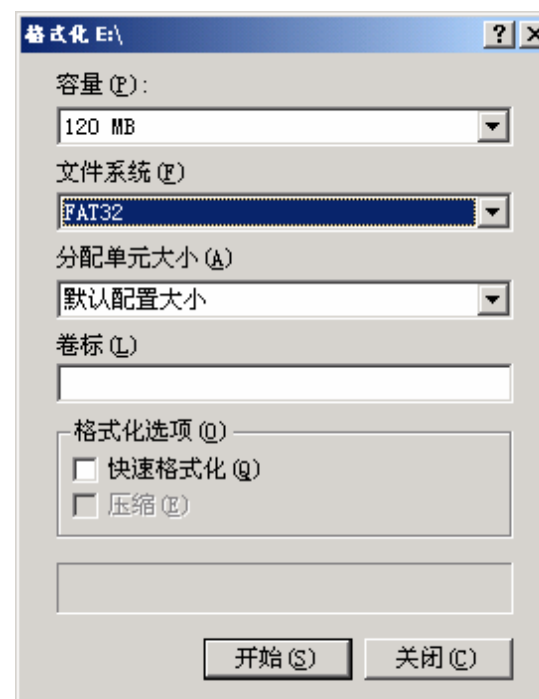 格式化 E:\
容量(P):
120 MB
文件系统(F)
FAT32
分配单元大小(A)
默认配置大小
卷标(L)
格式化选项(O)
快速格式化(Q)
压缩(E)
开始(S) 关闭(C)